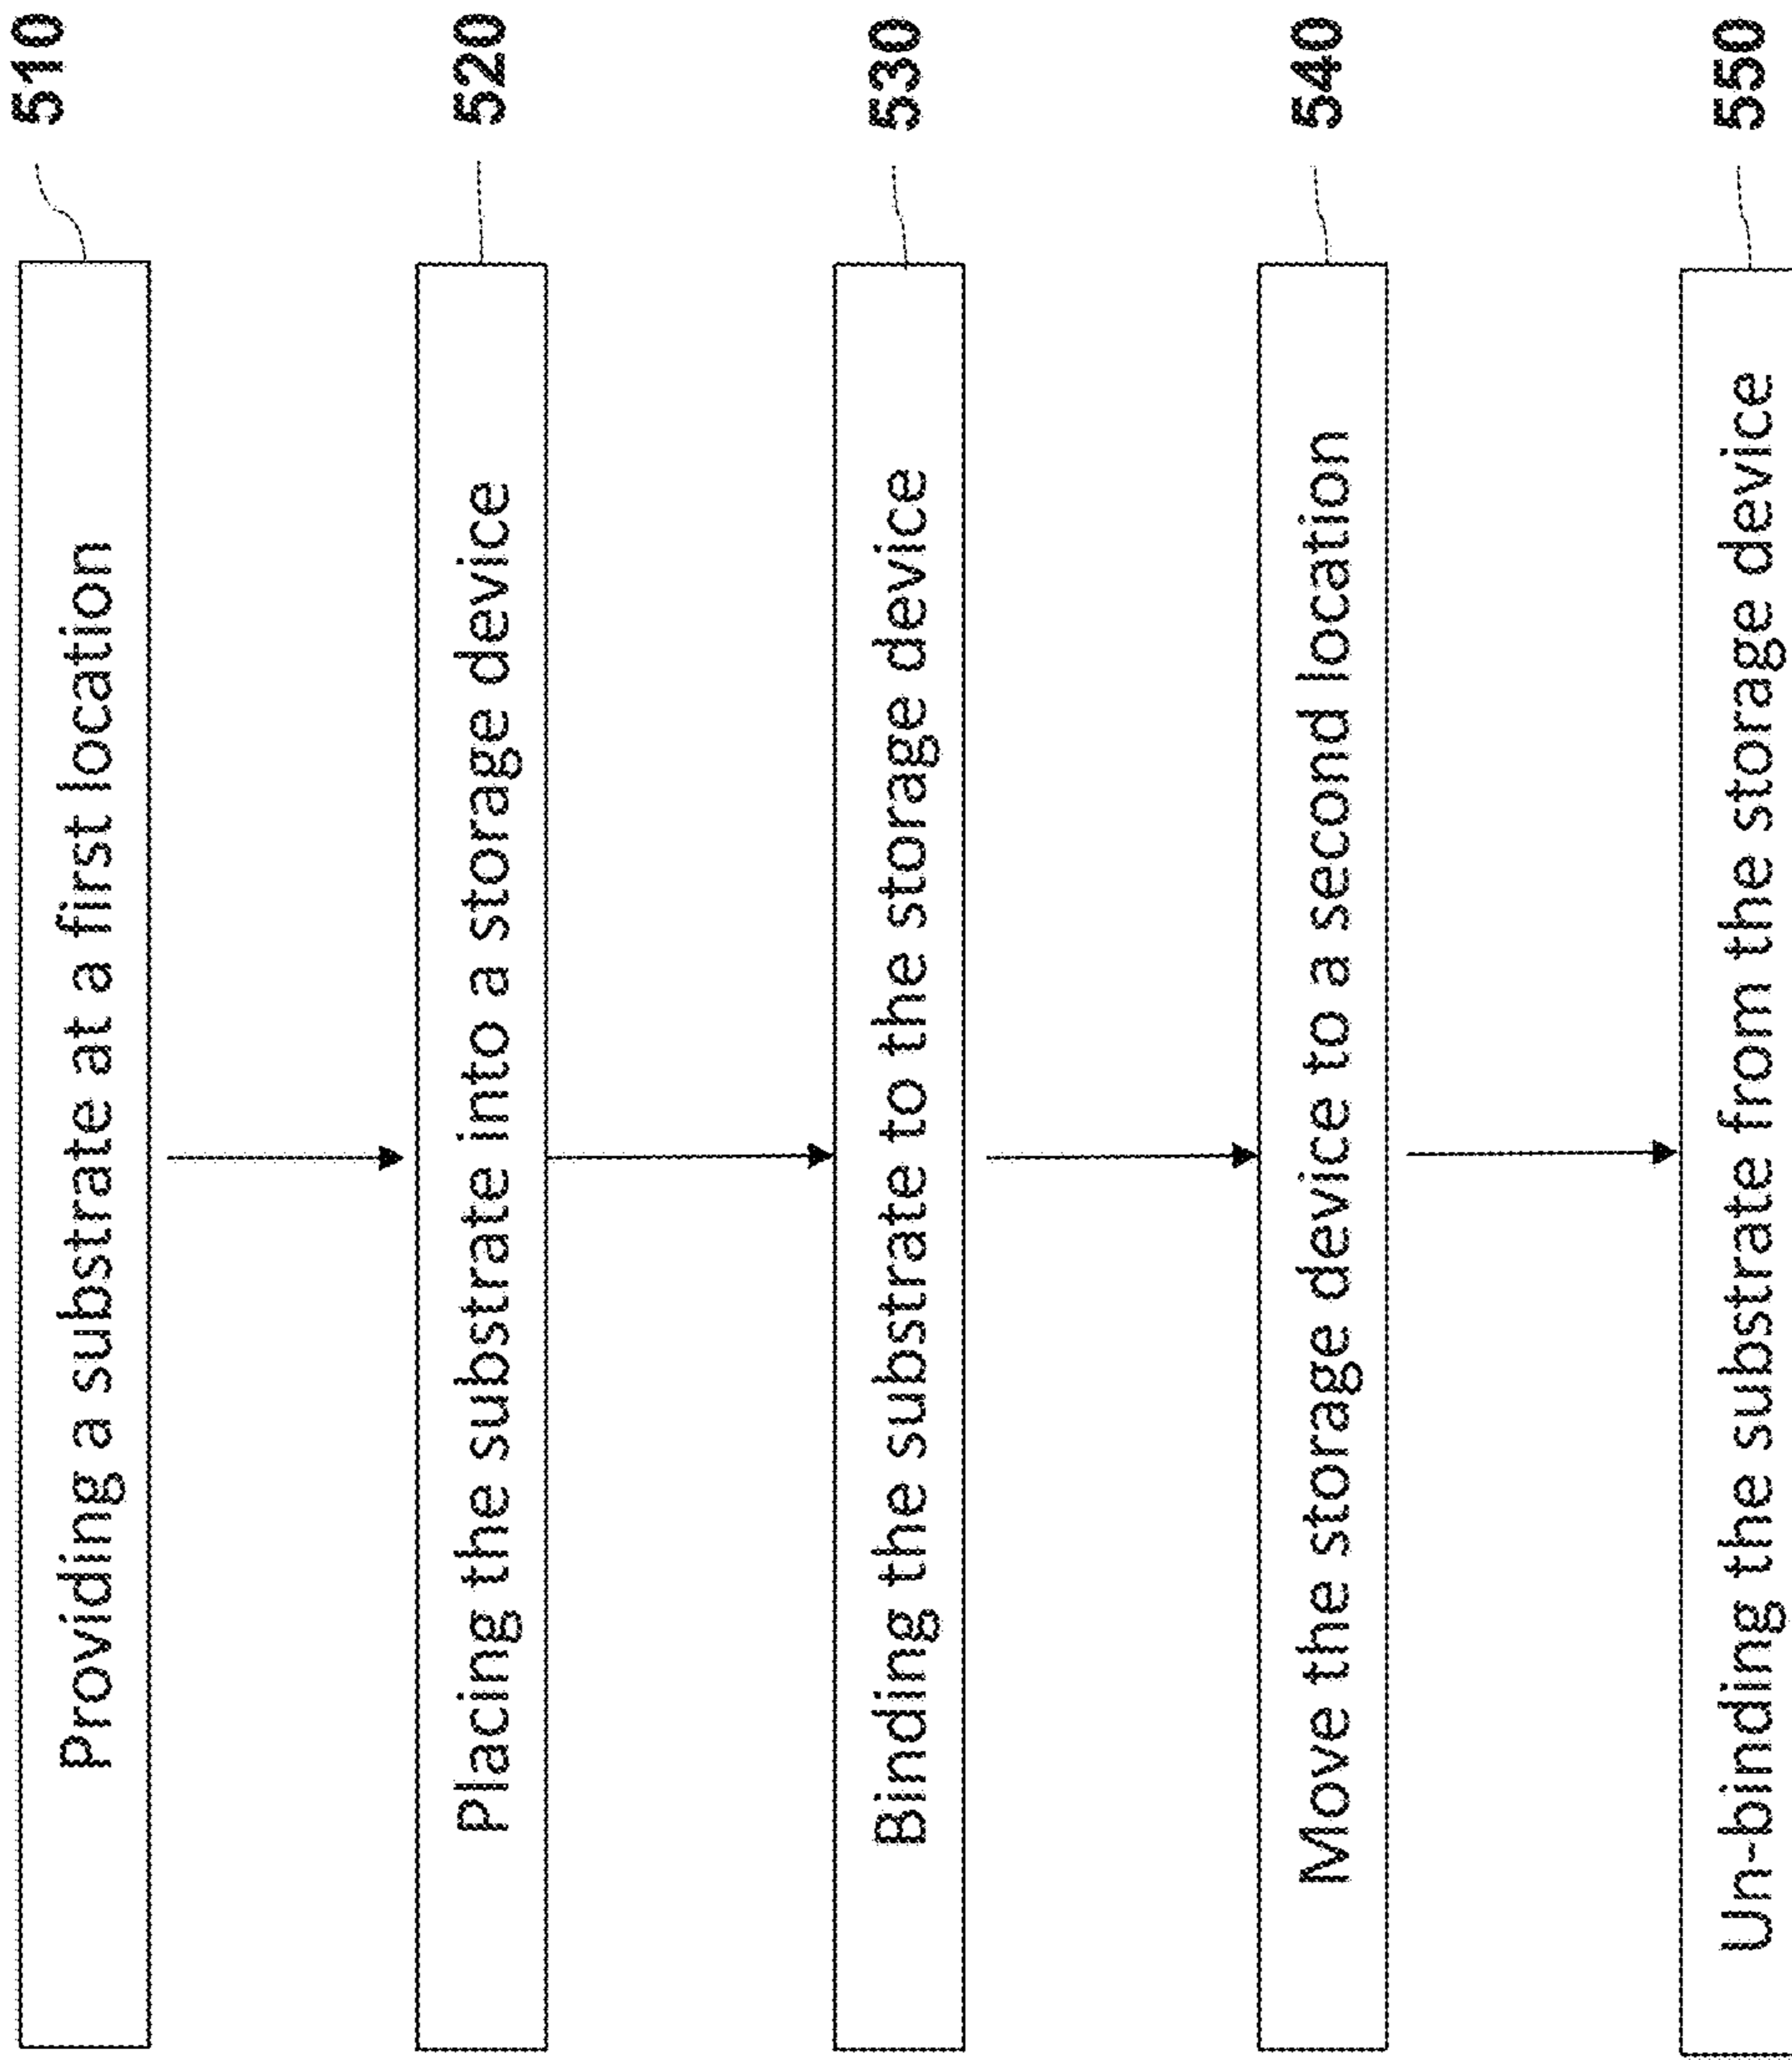 Providing a substrate at a first location
510
Placing the substrate into a storage device
520
Binding the substrate to the storage device
530
Move the storage device to a second location
540
Un-binding the substrate from the storage device
550